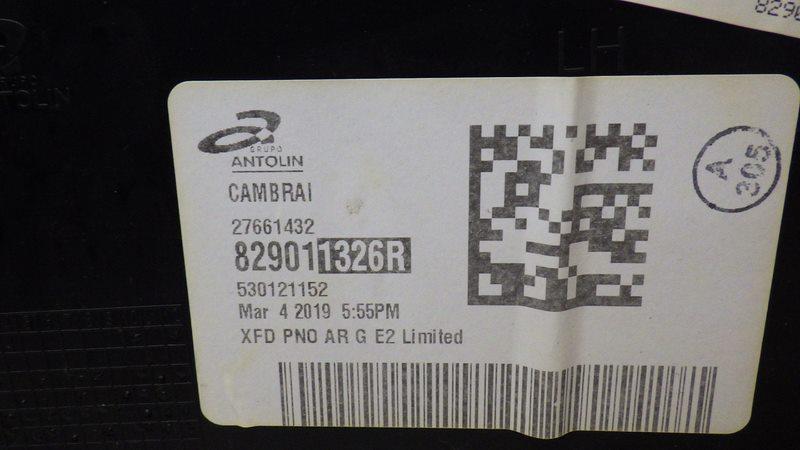 8290
LH
ANTOLIN
GRUPO
ANTOLIN
CAMBRAI
27661432
829011326R
530121152
Mar 4 2019 5:55PM
XFD PNO AR G E2 Limited
A
305